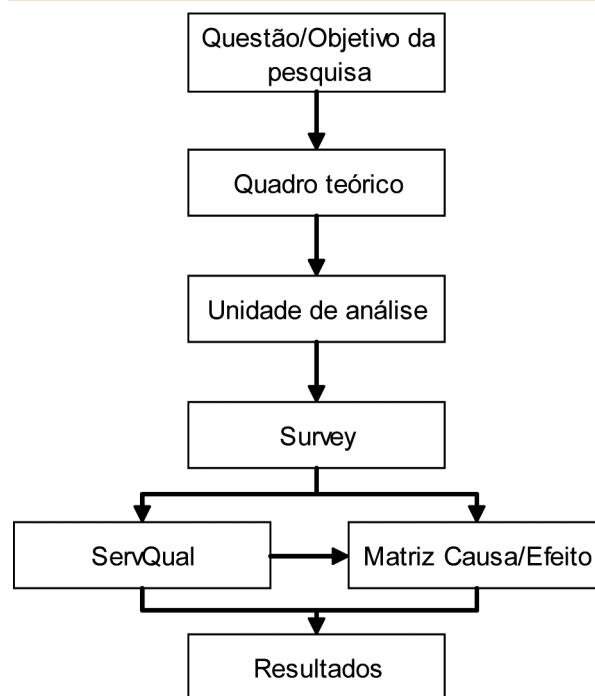 Questão/Objetivo da
pesquisa
Quadro teórico
Unidade de análise
Survey
ServQual
Matriz Causa/Efeito
Resultados